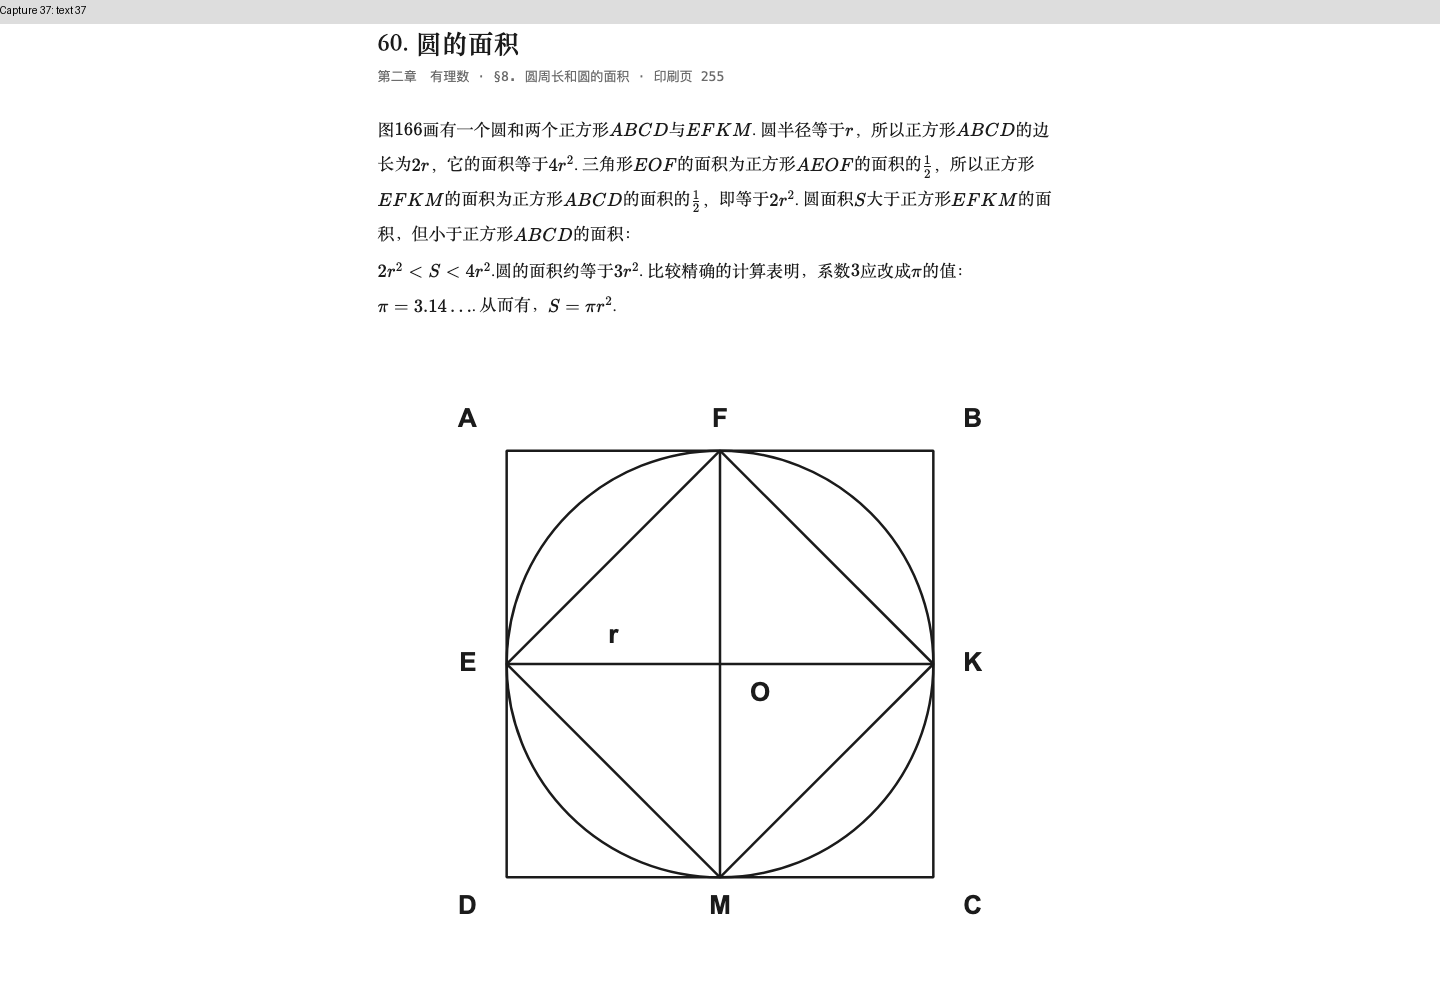 Capture 37: text 37
60. 圆的面积
第二章 有理数 · §8. 圆周长和圆的面积 · 印刷页 255
图166画有一个圆和两个正方形ABCD与EFKM. 圆半径等于r，所以正方形ABCD的边
长为2r，它的面积等于4r². 三角形EOF的面积为正方形AEOF的面积的1/2，所以正方形
EFKM的面积为正方形ABCD的面积的1/2，即等于2r². 圆面积S大于正方形EFKM的面
积，但小于正方形ABCD的面积：
2r² < S < 4r².圆的面积约等于3r². 比较精确的计算表明，系数3应改成π的值：
π = 3.14 .... 从而有，S = πr².
A F B
r
E K
O
D M C